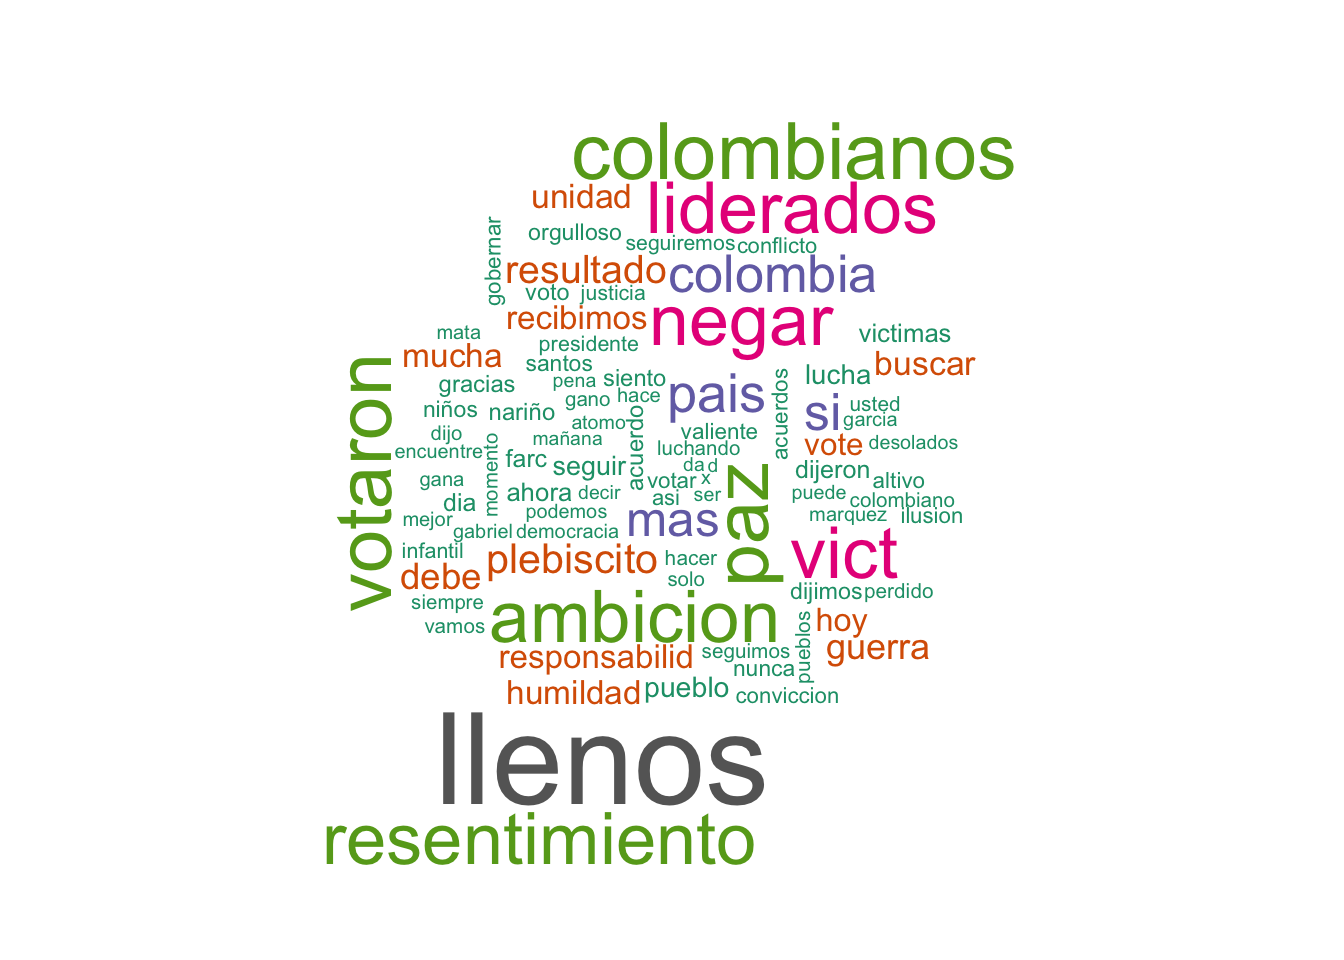 colombianos
unidad
liderados
gobernar
orgulloso
seguiremos
conflicto
resultado
colombia
voto
justicia
recibimos
negar
mata
presidente
victimas
mucha
santos
buscar
votaron
gracias
pena
siento
pais
acuerdos
lucha
niños
nariño
gano
hace
si
usted
garcia
dijo
atomo
acuerdo
valiente
vote
desolados
encuentre
momento
mañana
luchando
farc
seguir
da
d
paz
dijeron
gana
votar
x
altivo
dia
ahora
decir
asi
ser
puede
colombiano
mejor
podemos
mas
marquez
ilusion
gabriel
democracia
vict
infantil
plebiscito
hacer
debe
solo
siempre
ambicion
dijimos
perdido
vamos
pueblos
hoy
responsabilid
seguimos
guerra
nunca
humildad
pueblo
conviccion
llenos
resentimiento